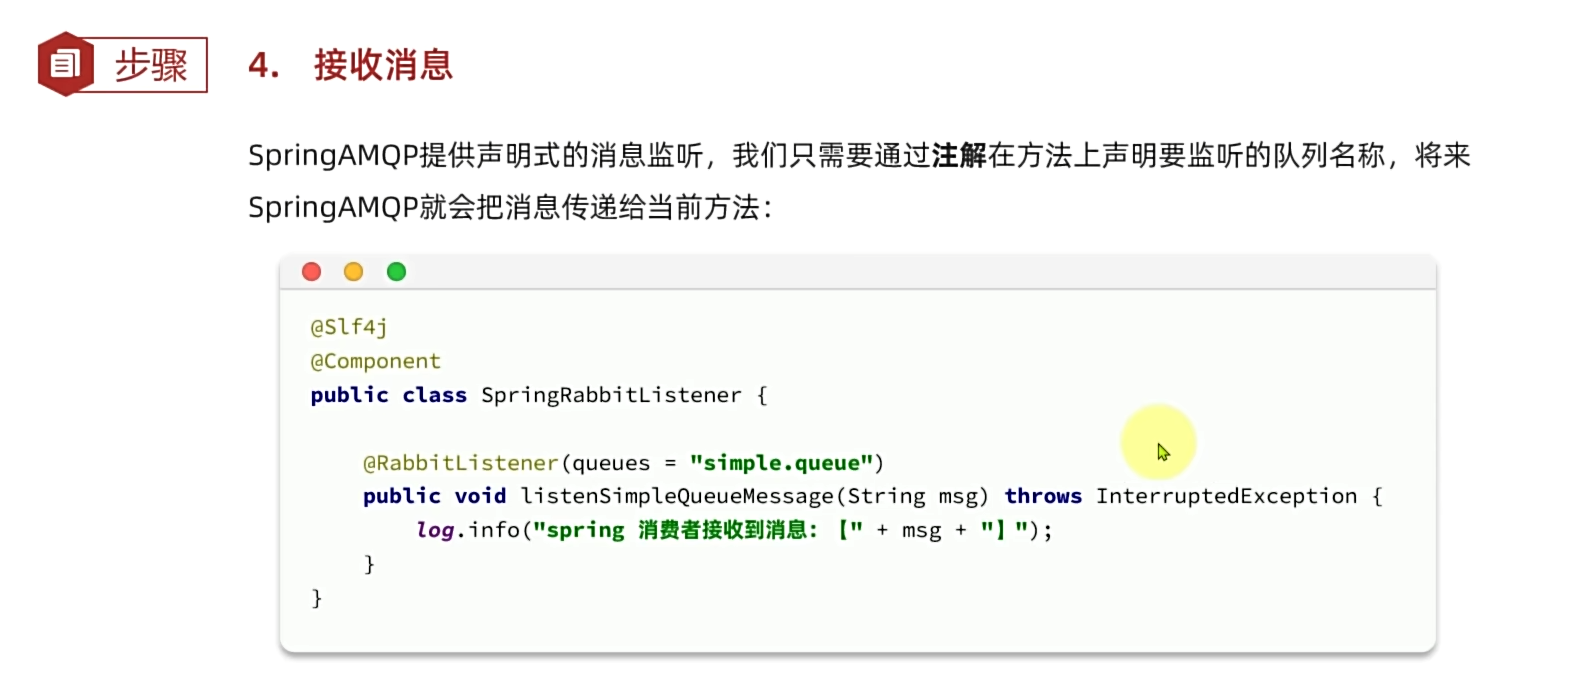 步骤
4. 接收消息
SpringAMQP提供声明式的消息监听，我们只需要通过注解在方法上声明要监听的队列名称，将来
SpringAMQP就会把消息传递给当前方法：
@Slf4j
@Component
public class SpringRabbitListener {
@RabbitListener(queues = "simple.queue")
public void listenSimpleQueueMessage(String msg) throws InterruptedException {
log.info("spring 消费者接收到消息：【" + msg + "】");
}
}